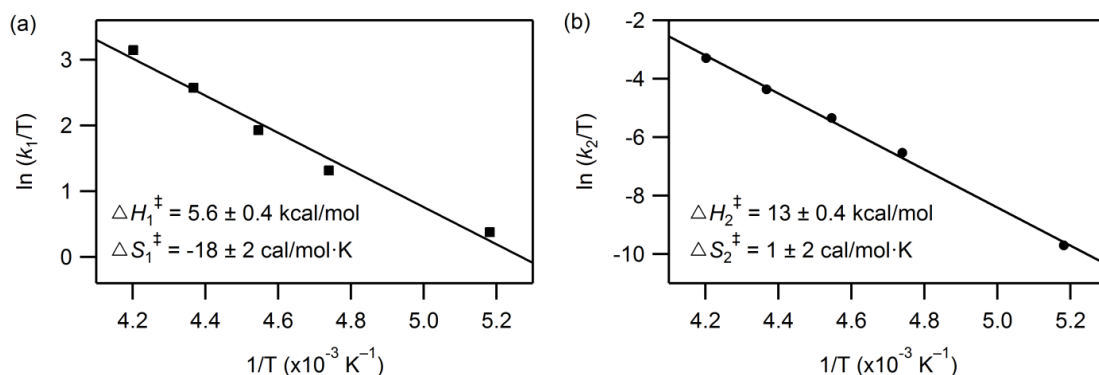 (a)
3
2
1
0
ln (k₁/T)
△H₁‡ = 5.6 ± 0.4 kcal/mol
△S₁‡ = -18 ± 2 cal/mol·K
4.2 4.4 4.6 4.8 5.0 5.2
1/T (x10⁻³ K⁻¹)
(b)
-2
-4
-6
-8
-10
ln (k₂/T)
△H₂‡ = 13 ± 0.4 kcal/mol
△S₂‡ = 1 ± 2 cal/mol·K
4.2 4.4 4.6 4.8 5.0 5.2
1/T (x10⁻³ K⁻¹)